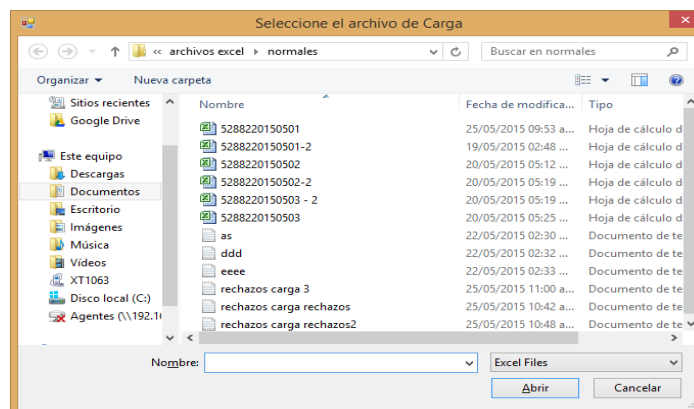 Seleccione el archivo de Carga
« archivos excel normales Buscar en normales
Organizar Nueva carpeta
Sitios recientes
Google Drive
Este equipo
Descargas
Documentos
Escritorio
Imágenes
Música
Vídeos
XT1063
Disco local (C:)
Agentes (\\192.16
Nombre Fecha de modifica... Tipo
5288220150501 25/05/2015 09:53 a... Hoja de cálculo d
5288220150501-2 19/05/2015 02:48 ... Hoja de cálculo d
5288220150502 20/05/2015 05:12 ... Hoja de cálculo d
5288220150502-2 20/05/2015 05:19 ... Hoja de cálculo d
5288220150503 - 2 20/05/2015 05:19 ... Hoja de cálculo d
5288220150503 20/05/2015 05:25 ... Hoja de cálculo d
as 22/05/2015 02:30 ... Documento de te
ddd 22/05/2015 02:32 ... Documento de te
eeee 22/05/2015 02:33 ... Documento de te
rechazos carga 3 25/05/2015 11:00 a... Documento de te
rechazos carga rechazos 25/05/2015 10:42 a... Documento de te
rechazos carga rechazos2 25/05/2015 10:48 a... Documento de te
Nombre: Excel Files
Abrir Cancelar